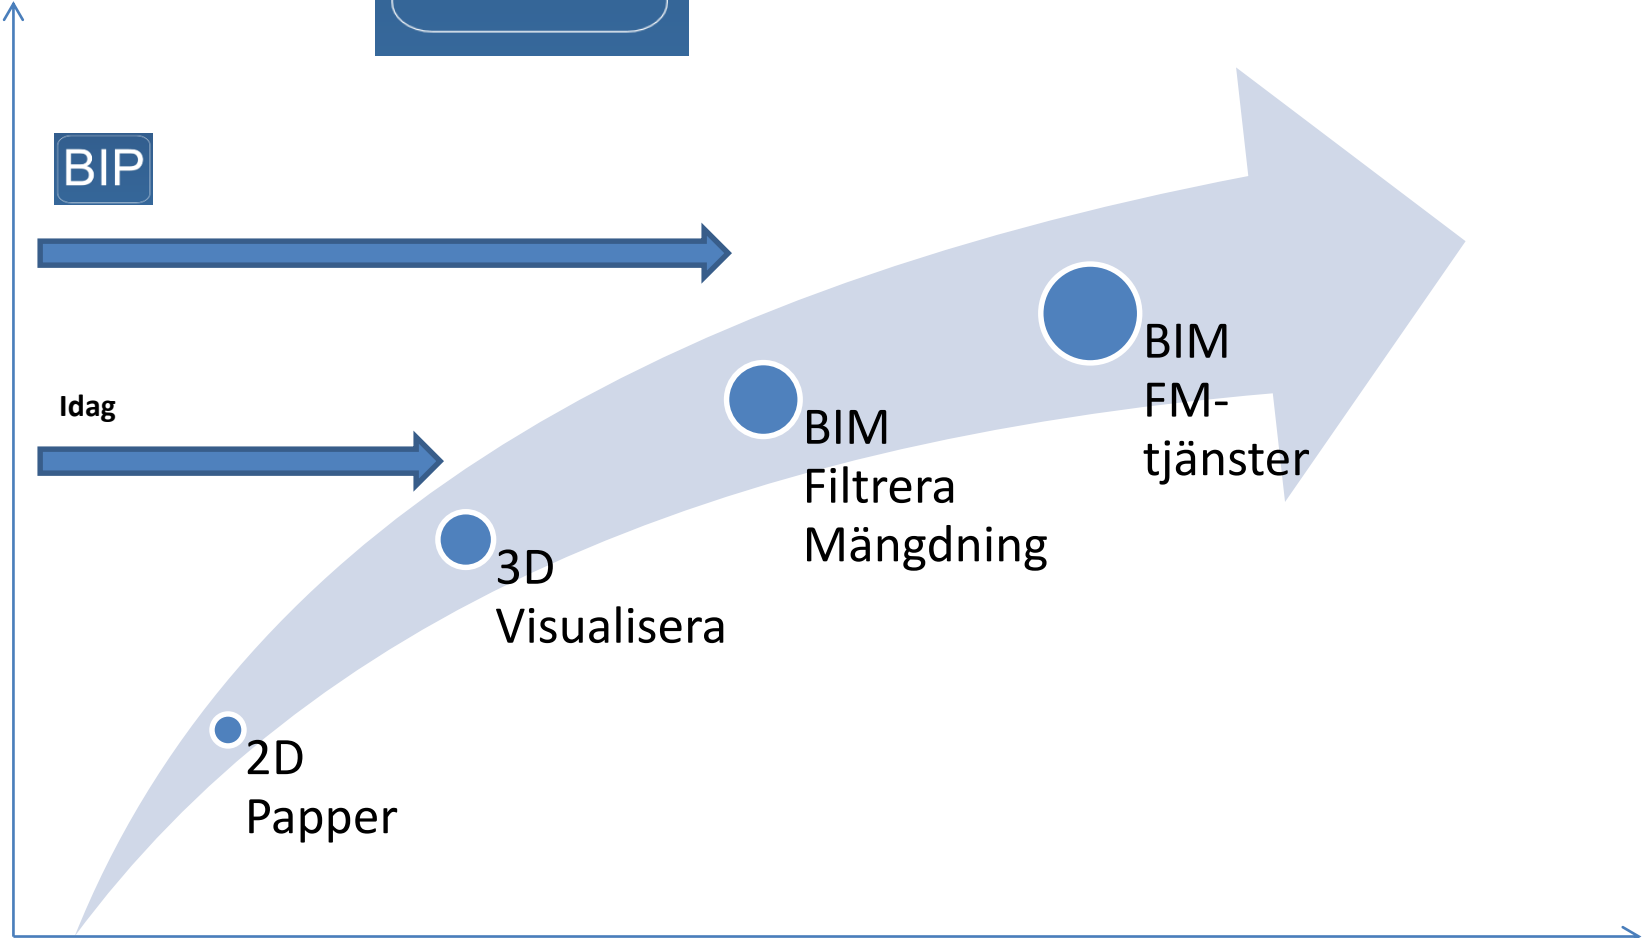 BIP
Idag
BIM
FM-
tjänster
BIM
Filtrera
Mängdning
3D
Visualisera
2D
Papper